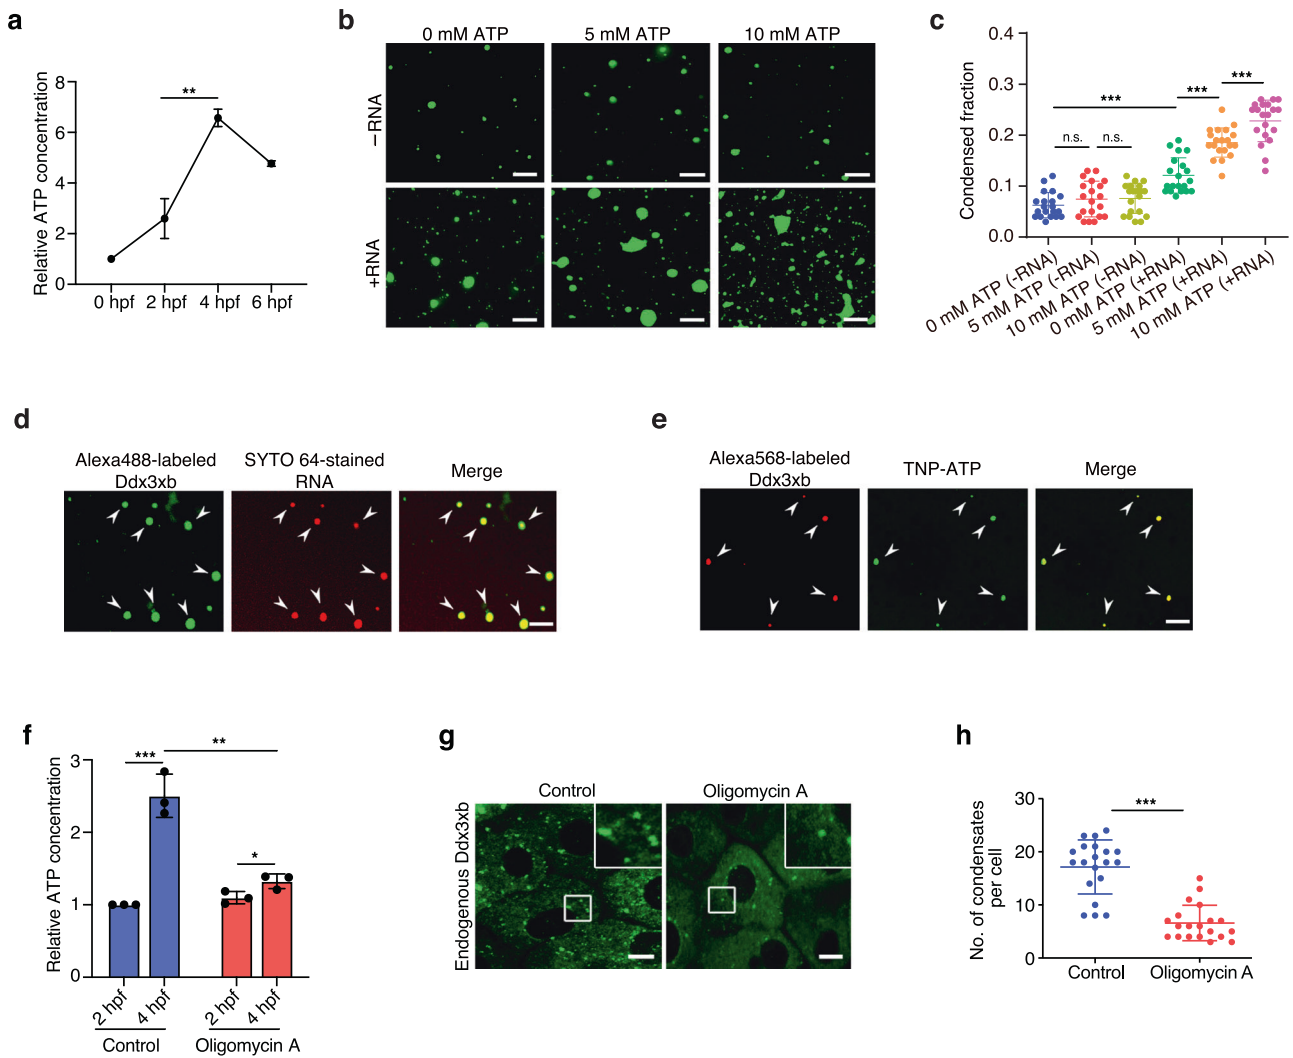 a
Relative ATP concentration
8
6
4
2
0
**
0 hpf 2 hpf 4 hpf 6 hpf
b
0 mM ATP 5 mM ATP 10 mM ATP
−RNA
+RNA
c
Condensed fraction
0.4
0.3
0.2
0.1
0.0
n.s. n.s. *** *** ***
0 mM ATP (-RNA)
5 mM ATP (-RNA)
10 mM ATP (-RNA)
0 mM ATP (+RNA)
5 mM ATP (+RNA)
10 mM ATP (+RNA)
d
Alexa488-labeled
Ddx3xb
SYTO 64-stained
RNA
Merge
e
Alexa568-labeled
Ddx3xb
TNP-ATP
Merge
f
Relative ATP concentration
3
2
1
0
*** ** *
2 hpf 4 hpf 2 hpf 4 hpf
Control Oligomycin A
g
Control Oligomycin A
Endogenous Ddx3xb
h
No. of condensates
per cell
30
20
10
0
***
Control Oligomycin A